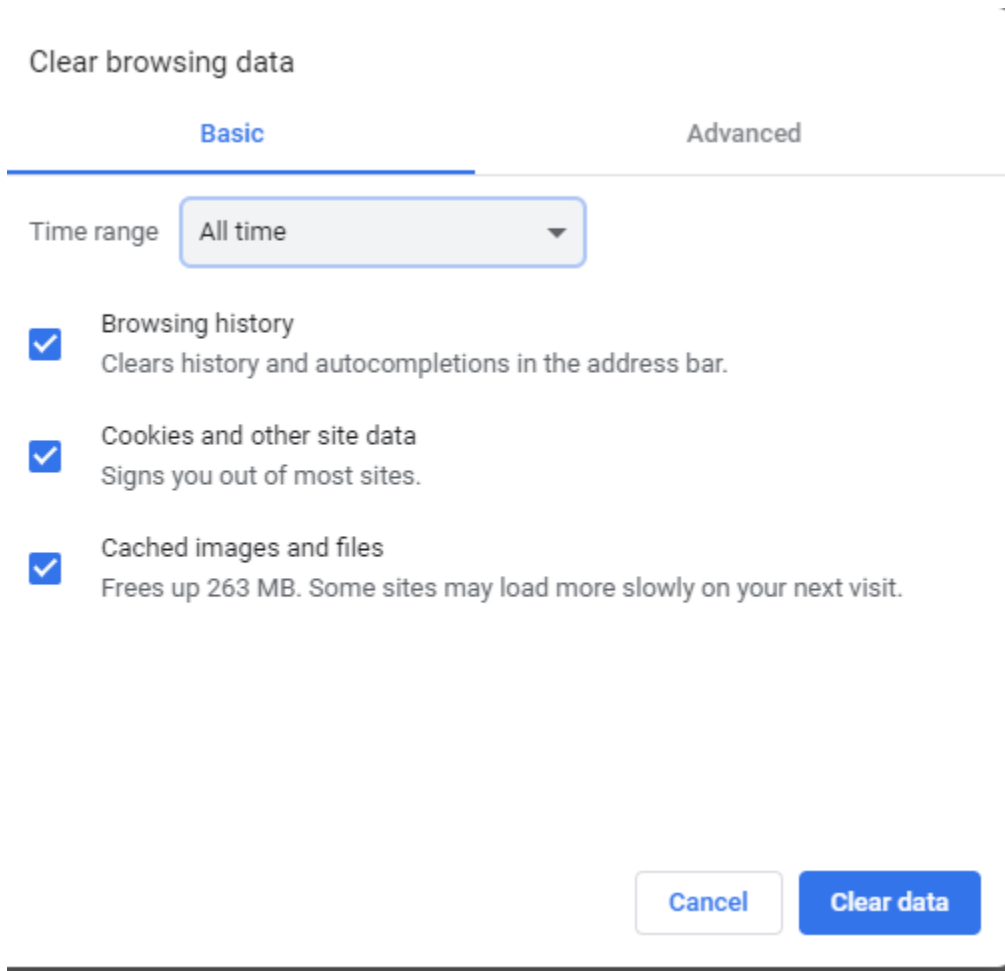 Clear browsing data
Basic
Advanced
Time range
All time
Browsing history
Clears history and autocompletions in the address bar.
Cookies and other site data
Signs you out of most sites.
Cached images and files
Frees up 263 MB. Some sites may load more slowly on your next visit.
Cancel
Clear data